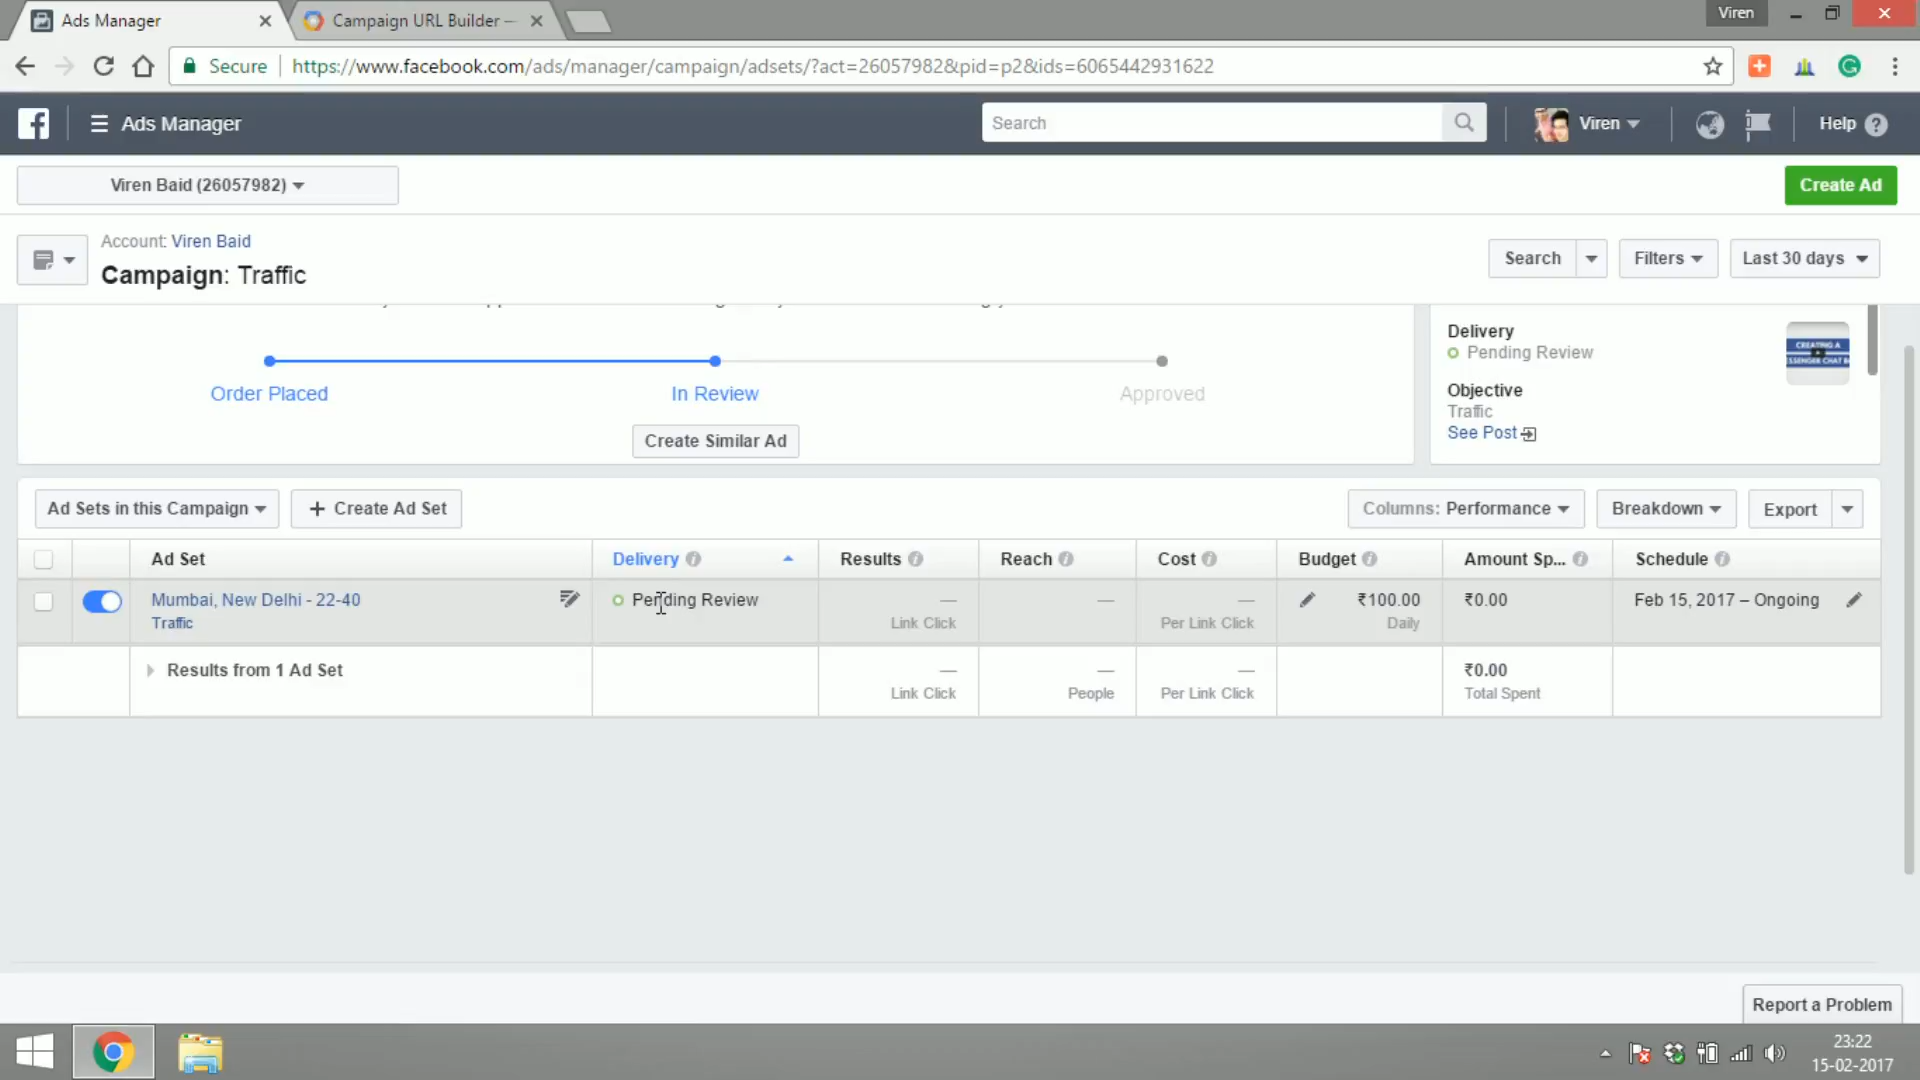 Ads Manager
Campaign URL Builder —
Viren
Secure
https://www.facebook.com/ads/manager/campaign/adsets/?act=26057982&pid=p2&ids=6065442931622
Ads Manager
Search
Viren
Help
Viren Baid (26057982)
Create Ad
Account: Viren Baid
Campaign: Traffic
Search
Filters
Last 30 days
Order Placed
In Review
Approved
Create Similar Ad
Delivery
Pending Review
Objective
Traffic
See Post
CREATING A
Ad Sets in this Campaign
+ Create Ad Set
Columns: Performance
Breakdown
Export
Ad Set
Delivery
Results
Reach
Cost
Budget
Amount Sp...
Schedule
Mumbai, New Delhi - 22-40
Traffic
Pending Review
—
Link Click
—
—
Per Link Click
₹100.00
Daily
₹0.00
Feb 15, 2017 – Ongoing
Results from 1 Ad Set
—
Link Click
—
People
—
Per Link Click
₹0.00
Total Spent
Report a Problem
23:22
15-02-2017